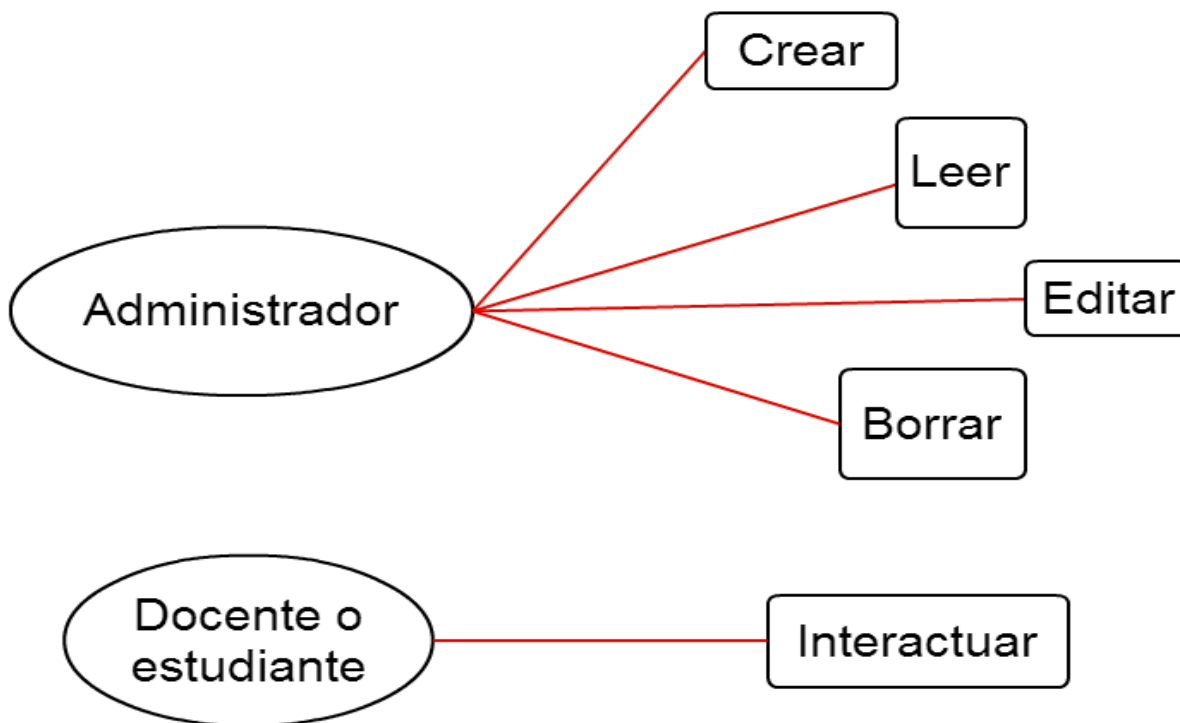 Crear
Leer
Administrador
Editar
Borrar
Docente o
estudiante
Interactuar